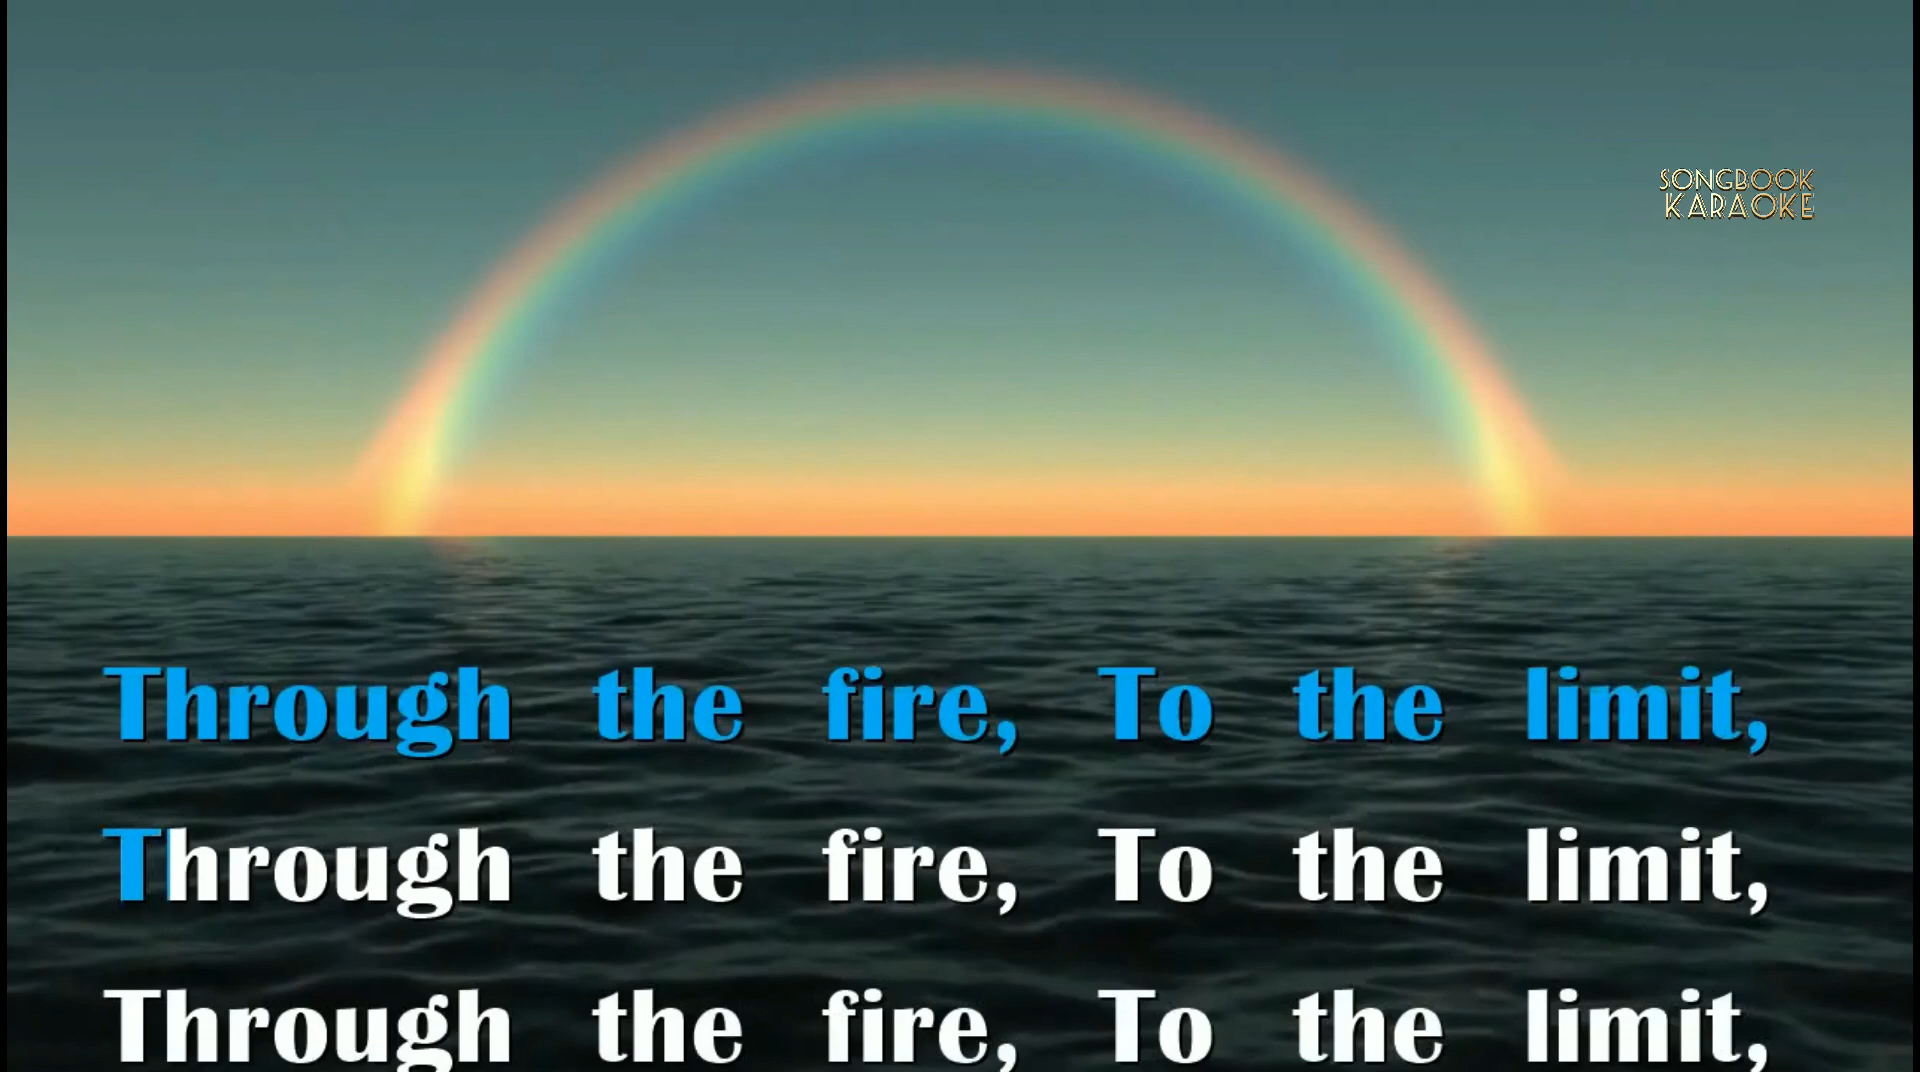 SONGBOOK
KARAOKE
Through the fire, To the limit,
Through the fire, To the limit,
Through the fire, To the limit,